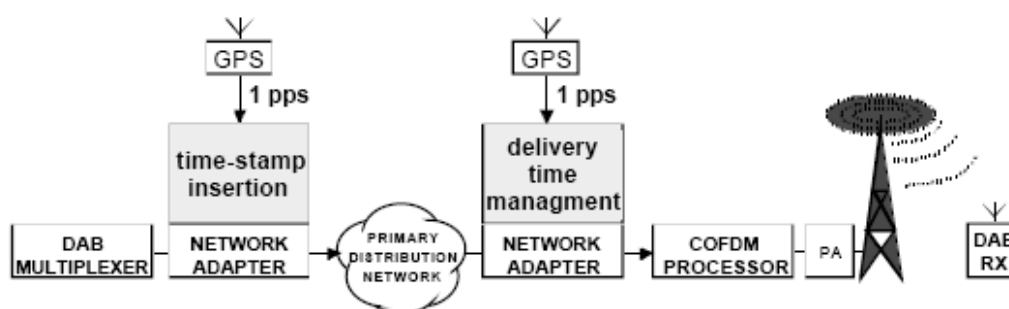 GPS
1 pps
time-stamp
insertion
DAB
MULTIPLEXER
NETWORK
ADAPTER
PRIMARY
DISTRIBUTION
NETWORK
GPS
1 pps
delivery
time
managment
NETWORK
ADAPTER
COFDM
PROCESSOR
PA
DAB
RX